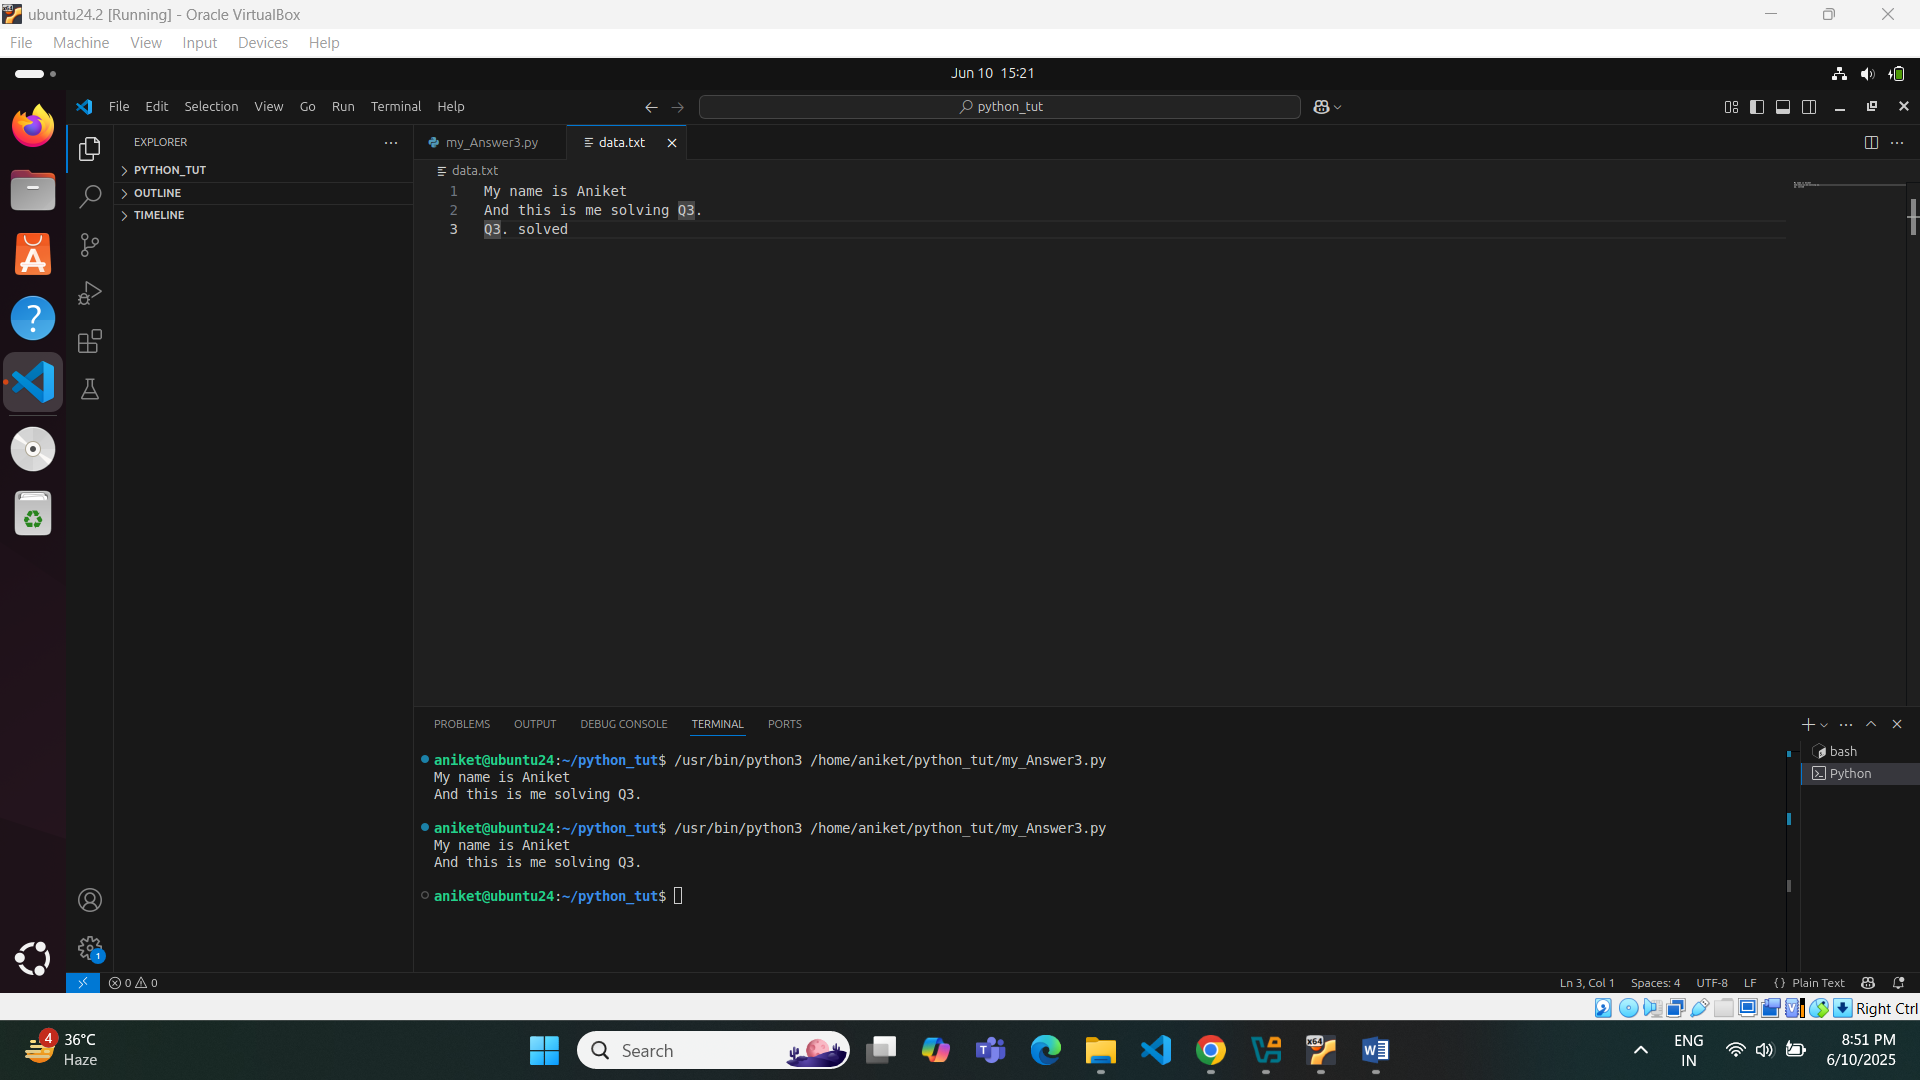 ubuntu24.2 [Running] - Oracle VirtualBox
File Machine View Input Devices Help
Jun 10 15:21
File Edit Selection View Go Run Terminal Help
python_tut
EXPLORER
PYTHON_TUT
OUTLINE
TIMELINE
my_Answer3.py
data.txt
data.txt
1 My name is Aniket
2 And this is me solving Q3.
3 Q3. solved
PROBLEMS OUTPUT DEBUG CONSOLE TERMINAL PORTS
aniket@ubuntu24:~/python_tut$ /usr/bin/python3 /home/aniket/python_tut/my_Answer3.py
My name is Aniket
And this is me solving Q3.
aniket@ubuntu24:~/python_tut$ /usr/bin/python3 /home/aniket/python_tut/my_Answer3.py
My name is Aniket
And this is me solving Q3.
aniket@ubuntu24:~/python_tut$
bash
Python
1
0 0
Ln 3, Col 1 Spaces: 4 UTF-8 LF {} Plain Text
Right Ctrl
4
36°C
Haze
Search
ENG
IN
8:51 PM
6/10/2025